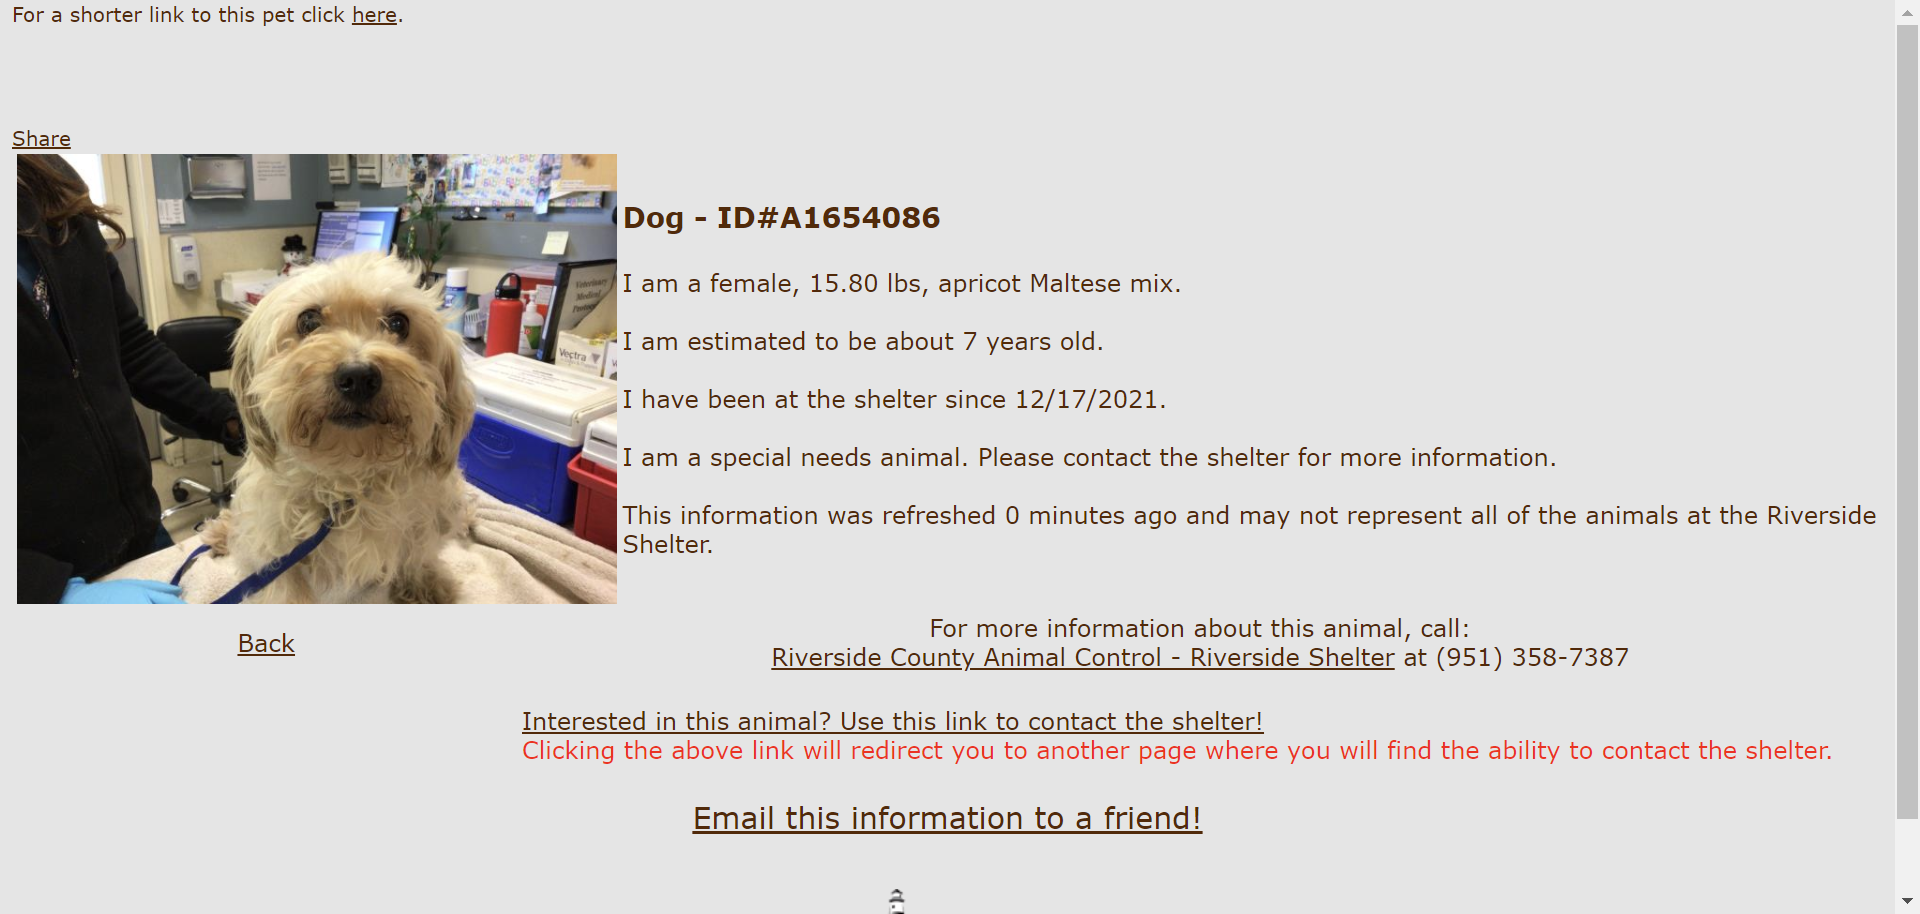 For a shorter link to this pet click here.
Share
Veterinary
Medical
Vectra
Dog - ID#A1654086
I am a female, 15.80 lbs, apricot Maltese mix.
I am estimated to be about 7 years old.
I have been at the shelter since 12/17/2021.
I am a special needs animal. Please contact the shelter for more information.
This information was refreshed 0 minutes ago and may not represent all of the animals at the Riverside
Shelter.
Back
For more information about this animal, call:
Riverside County Animal Control - Riverside Shelter at (951) 358-7387
Interested in this animal? Use this link to contact the shelter!
Clicking the above link will redirect you to another page where you will find the ability to contact the shelter.
Email this information to a friend!